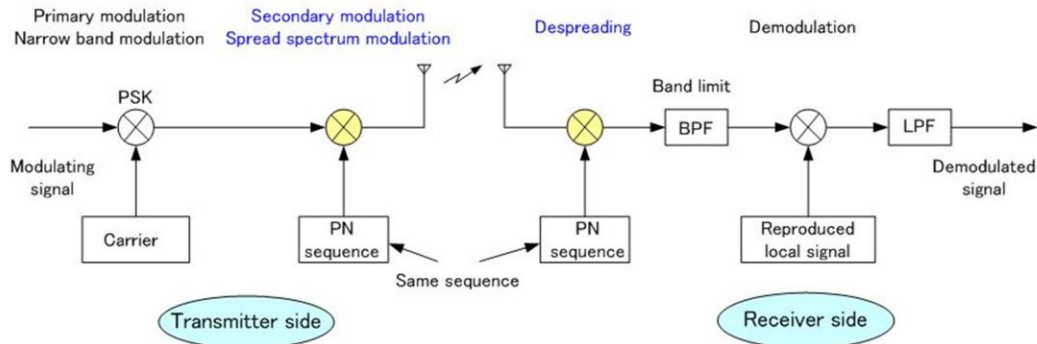 Primary modulation
Narrow band modulation
Secondary modulation
Spread spectrum modulation
Despreading
Demodulation
PSK
Band limit
BPF
LPF
Modulating
signal
Demodulated
signal
Carrier
PN
sequence
PN
sequence
Reproduced
local signal
Same sequence
Transmitter side
Receiver side